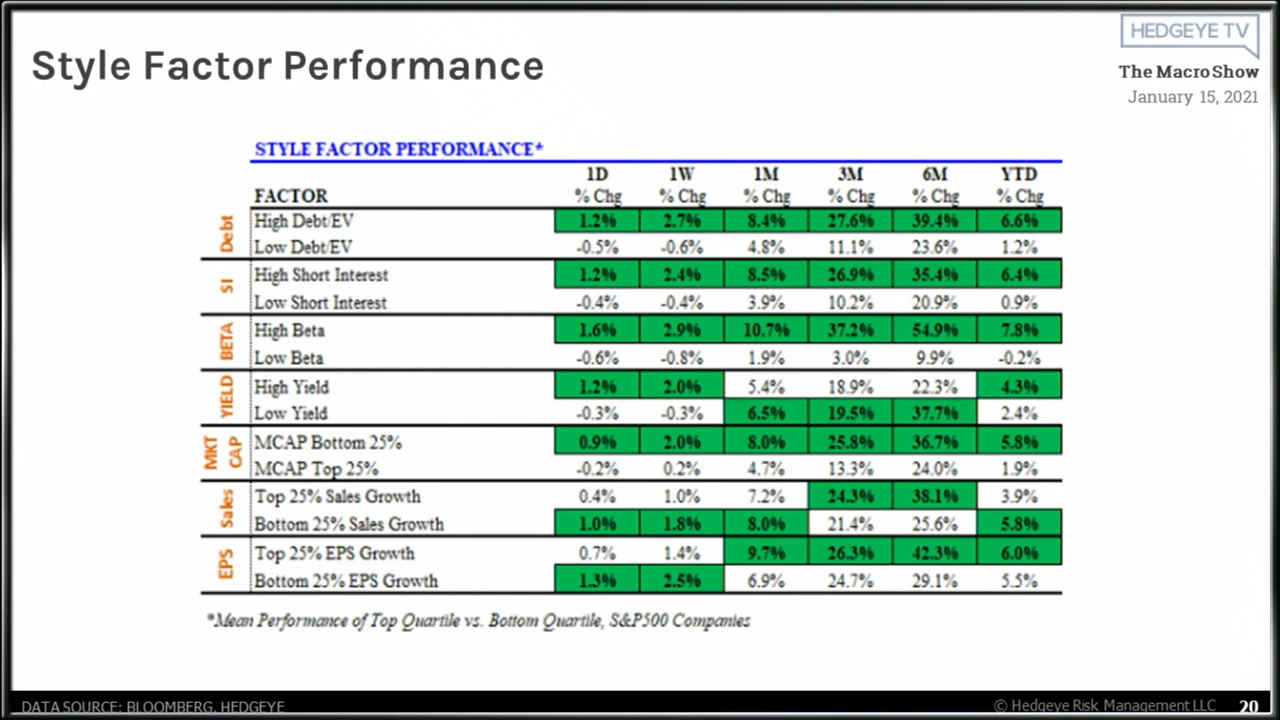 Style Factor Performance
HEDGEYE TV
The Macro Show
January 15, 2021
STYLE FACTOR PERFORMANCE*
1D 1W 1M 3M 6M YTD
FACTOR % Chg % Chg % Chg % Chg % Chg % Chg
Debt
High Debt/EV 1.2% 2.7% 8.4% 27.6% 39.4% 6.6%
Low Debt/EV -0.5% -0.6% 4.8% 11.1% 23.6% 1.2%
SI
High Short Interest 1.2% 2.4% 8.5% 26.9% 35.4% 6.4%
Low Short Interest -0.4% -0.4% 3.9% 10.2% 20.9% 0.9%
BETA
High Beta 1.6% 2.9% 10.7% 37.2% 54.9% 7.8%
Low Beta -0.6% -0.8% 1.9% 3.0% 9.9% -0.2%
YIELD
High Yield 1.2% 2.0% 5.4% 18.9% 22.3% 4.3%
Low Yield -0.3% -0.3% 6.5% 19.5% 37.7% 2.4%
MKT
CAP
MCAP Bottom 25% 0.9% 2.0% 8.0% 25.8% 36.7% 5.8%
MCAP Top 25% -0.2% 0.2% 4.7% 13.3% 24.0% 1.9%
Sales
Top 25% Sales Growth 0.4% 1.0% 7.2% 24.3% 38.1% 3.9%
Bottom 25% Sales Growth 1.0% 1.8% 8.0% 21.4% 25.6% 5.8%
EPS
Top 25% EPS Growth 0.7% 1.4% 9.7% 26.3% 42.3% 6.0%
Bottom 25% EPS Growth 1.3% 2.5% 6.9% 24.7% 29.1% 5.5%
*Mean Performance of Top Quartile vs. Bottom Quartile, S&P500 Companies
DATA SOURCE: BLOOMBERG, HEDGEYE
© Hedgeye Risk Management LLC 20